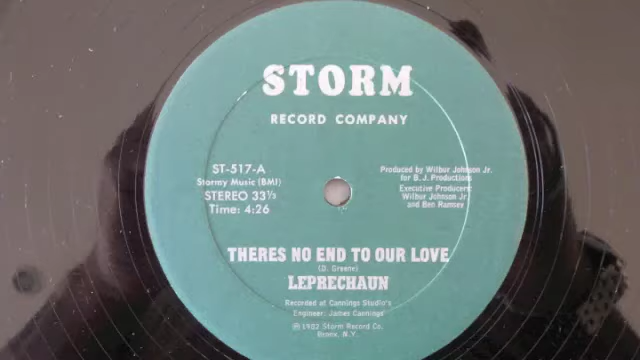 STORM
RECORD COMPANY
ST-517-A
Stormy Music (BMI)
STEREO 33⅓
Time: 4:26
Produced by Wilbur Johnson Jr.
for B. J. Productions
Executive Producers:
Wilbur Johnson Jr.
and Ben Ramsey
THERES NO END TO OUR LOVE
(D. Greene)
LEPRECHAUN
Recorded at Cannings Studio's
Engineer: James Cannings
© 1982 Storm Record Co.
Bronx, N.Y.